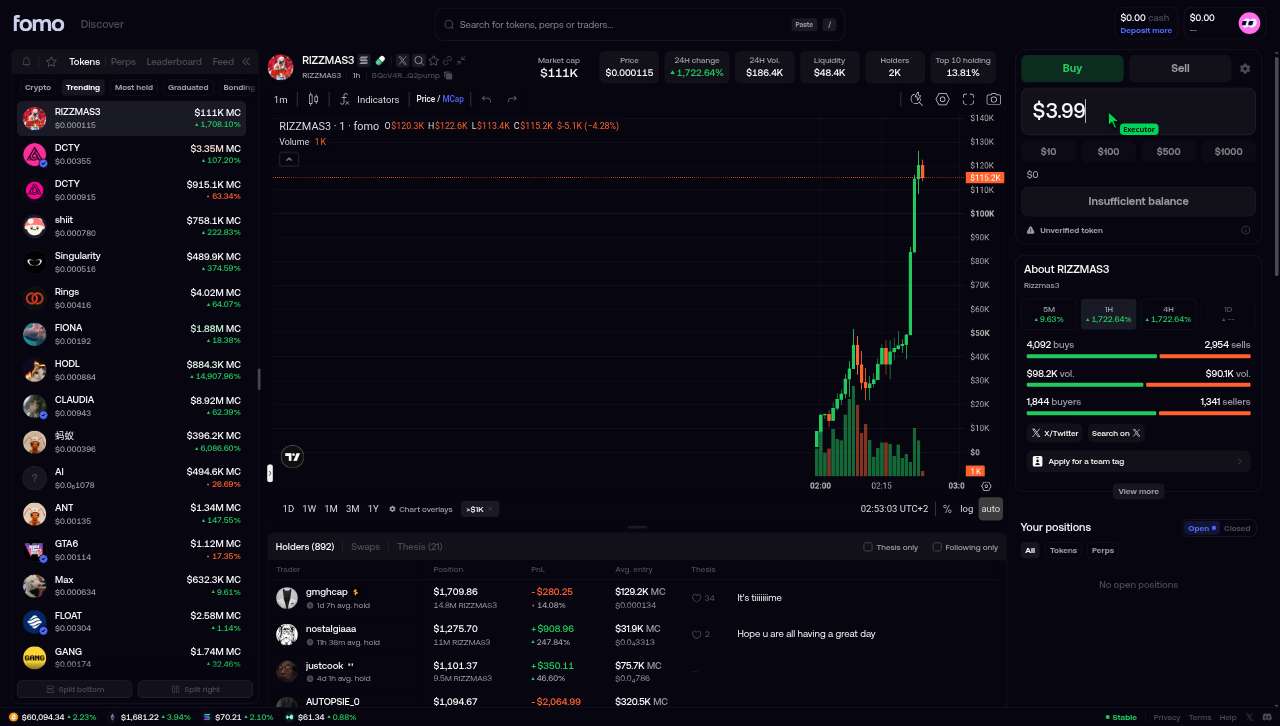 fomo
Discover
Search for tokens, perps or traders...
Paste
/
$0.00 cash
Deposit more
$0.00
—
Tokens Perps Leaderboard Feed
Crypto Trending Most held Graduated Bonding
RIZZMAS3 $111K MC
$0.000115 1,708.10%
DCTY $3.35M MC
$0.00355 107.20%
DCTY $915.1K MC
$0.000915 63.34%
shiit $758.1K MC
$0.000780 222.83%
Singularity $489.9K MC
$0.000516 374.59%
Rings $4.02M MC
$0.00416 64.07%
FIONA $1.88M MC
$0.00192 18.38%
HODL $884.3K MC
$0.000884 14,907.96%
CLAUDIA $8.92M MC
$0.00943 62.39%
蚂蚁 $396.2K MC
$0.000396 6,086.60%
AI $494.6K MC
$0.0₆1078 28.69%
ANT $1.34M MC
$0.00135 147.55%
GTA6 $1.12M MC
$0.00114 17.35%
Max $632.3K MC
$0.000634 9.61%
FLOAT $2.58M MC
$0.00304 1.14%
GANG $1.74M MC
$0.00174 32.46%
Split bottom Split right
RIZZMAS3
RIZZMAS3 1h BQcV4R...Q2pump
Market cap
$111K
Price
$0.000115
24H change
1,722.64%
24H Vol.
$186.4K
Liquidity
$48.4K
Holders
2K
Top 10 holding
13.81%
1m Indicators Price / MCap
RIZZMAS3 · 1 · fomo O$120.3K H$122.6K L$113.4K C$115.2K $-5.1K (−4.28%)
Volume 1K
$140K
$130K
$120K
$115.2K
$110K
$100K
$90K
$80K
$70K
$60K
$50K
$40K
$30K
$20K
$10K
$0
1K
02:00 02:15 03:0
1D 1W 1M 3M 1Y Chart overlays >$1K
02:53:03 UTC+2 % log auto
Holders (892) Swaps Thesis (21)
Thesis only Following only
Trader Position PnL Avg. entry Thesis
gmghcap $1,709.86 -$280.25 $129.2K MC 34 It's tiiiiiime
1d 7h avg. hold 14.8M RIZZMAS3 14.08% $0.000134
nostalgiaaa $1,275.70 +$908.96 $31.9K MC 2 Hope u are all having a great day
11h 36m avg. hold 11M RIZZMAS3 247.84% $0.0₄3313
justcook $1,101.37 +$350.11 $75.7K MC
4d 1h avg. hold 9.5M RIZZMAS3 46.60% $0.0₄786
AUTOPSIE_0 $1,094.67 -$2,064.99 $320.5K MC
Buy Sell
$3.99
Executor
$10 $100 $500 $1000
$0
Insufficient balance
Unverified token
About RIZZMAS3
Rizzmas3
5M 1H 4H 1D
9.63% 1,722.64% 1,722.64% --
4,092 buys 2,954 sells
$98.2K vol. $90.1K vol.
1,844 buyers 1,341 sellers
X/Twitter Search on X
Apply for a team tag
View more
Your positions Open Closed
All Tokens Perps
No open positions
$60,094.34 2.23% $1,681.22 3.94% $70.21 2.10% $61.34 0.88%
Stable Privacy Terms Help